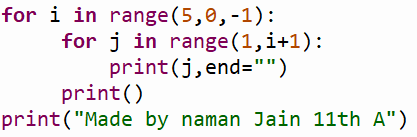 for i in range(5,0,-1):
    for j in range(1,i+1):
        print(j,end="")
    print()
print("Made by naman Jain 11th A")